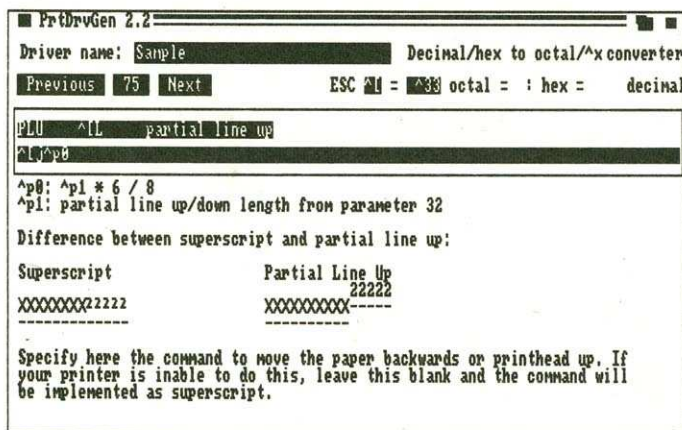 PrtDrvGen 2.2
Driver name: Sample Decimal/hex to octal/^x converter
Previous 75 Next ESC ^[ = ^33 octal = : hex = decimal
PLU ^[L partial line up
^[j^p0
^p0: ^p1 * 6 / 8
^p1: partial line up/down length from parameter 32
Difference between superscript and partial line up:
Superscript Partial Line Up
22222
XXXXXXXX22222 XXXXXXXXXX-----
------------- ----------
Specify here the command to move the paper backwards or printhead up. If
your printer is inable to do this, leave this blank and the command will
be implemented as superscript.